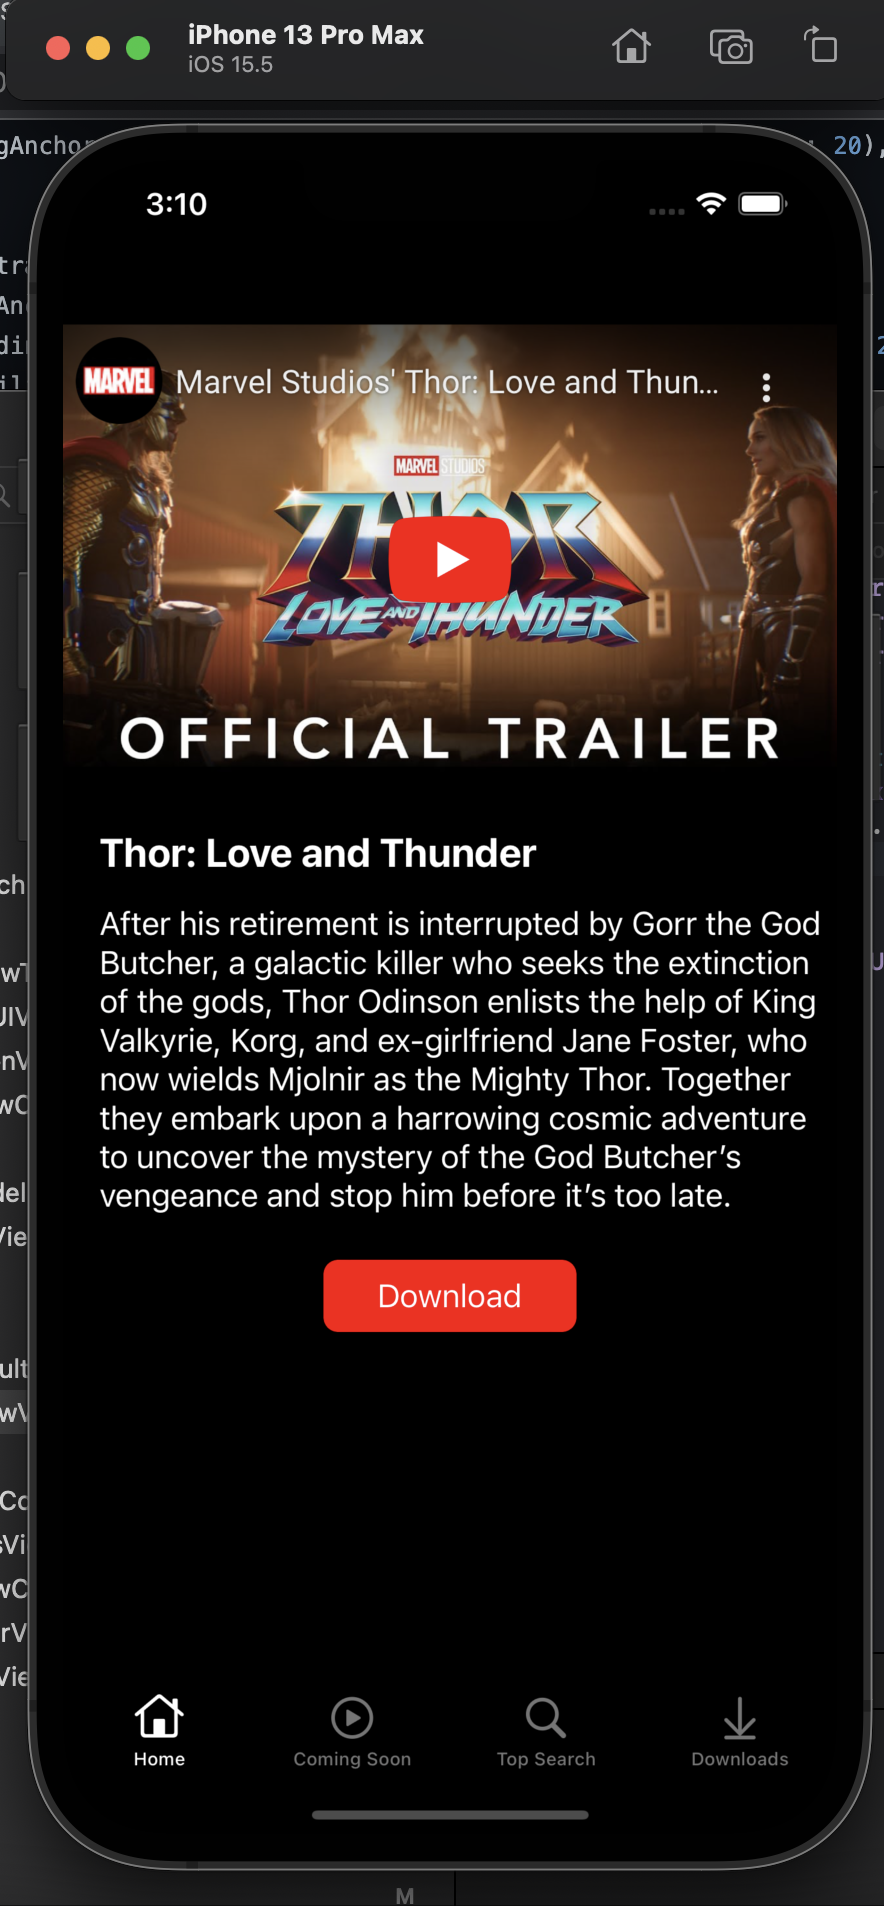 iPhone 13 Pro Max
iOS 15.5
20),
3:10
MARVEL
Marvel Studios' Thor: Love and Thun...
MARVEL STUDIOS
THOR
LOVE AND THUNDER
OFFICIAL TRAILER
Thor: Love and Thunder
After his retirement is interrupted by Gorr the God
Butcher, a galactic killer who seeks the extinction
of the gods, Thor Odinson enlists the help of King
Valkyrie, Korg, and ex-girlfriend Jane Foster, who
now wields Mjolnir as the Mighty Thor. Together
they embark upon a harrowing cosmic adventure
to uncover the mystery of the God Butcher’s
vengeance and stop him before it’s too late.
Download
Home
Coming Soon
Top Search
Downloads
M